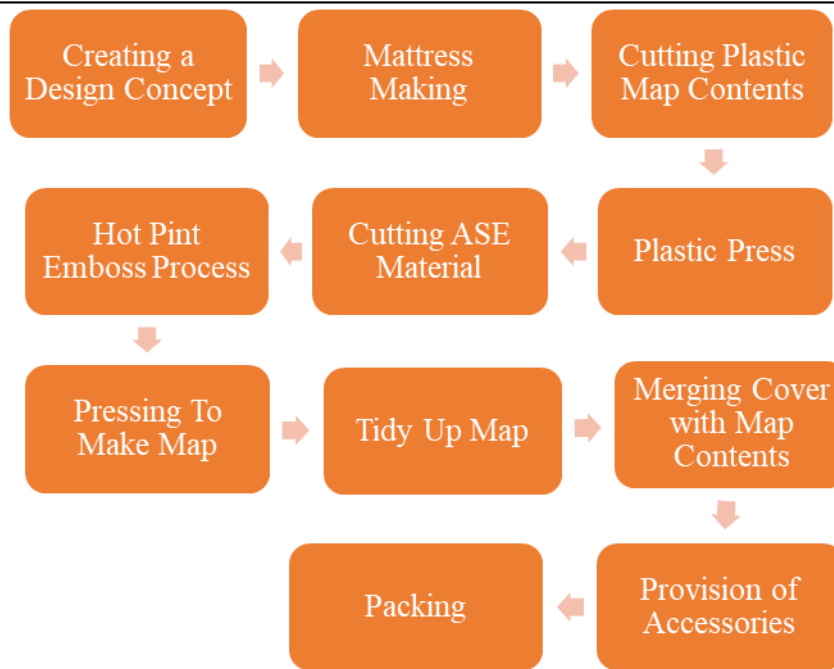 Creating a
Design Concept
Mattress
Making
Cutting Plastic
Map Contents
Plastic Press
Cutting ASE
Material
Hot Pint
Emboss Process
Pressing To
Make Map
Tidy Up Map
Merging Cover
with Map
Contents
Provision of
Accessories
Packing